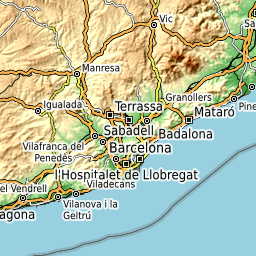 Vic
Manresa
Sa
Igualada
Granollers
Pine
Terrassa
Mataró
Sabadell
Badalona
Vilafranca del
Penedès
Barcelona
l'Hospitalet de Llobregat
el Vendrell
Viladecans
Vilanova i la
Geltrú
agona